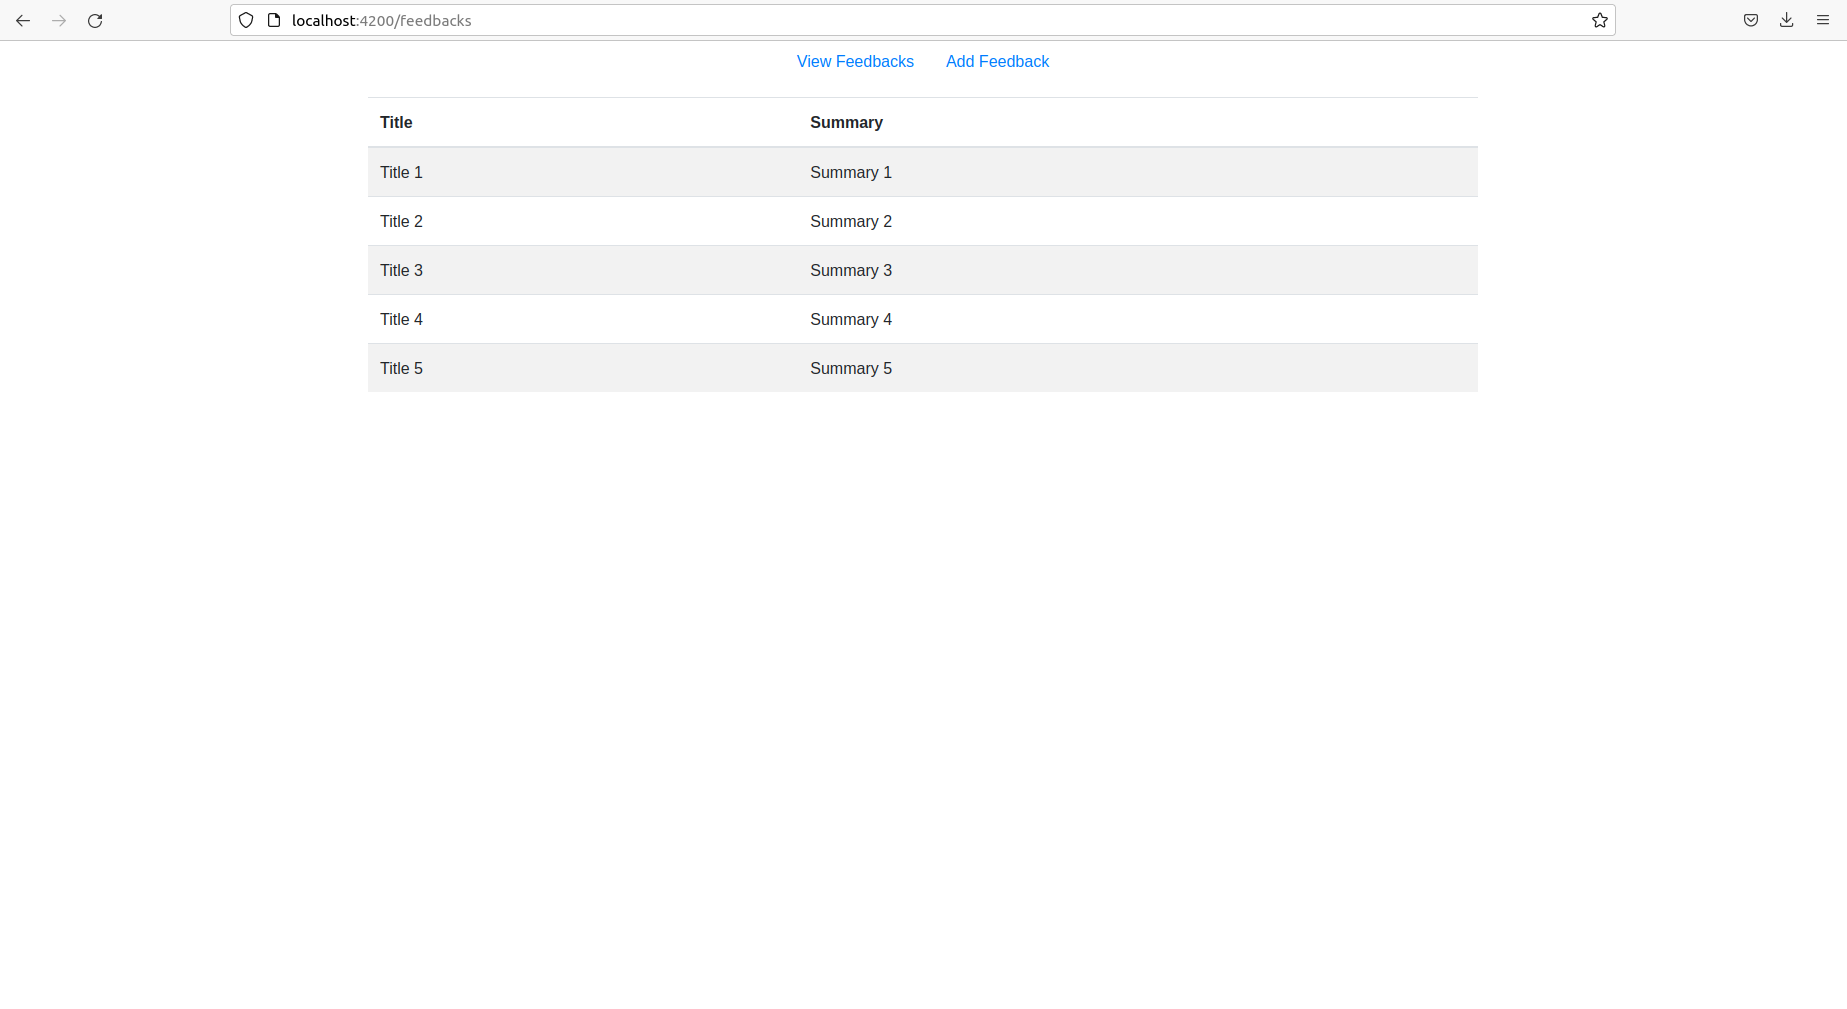 localhost:4200/feedbacks
View Feedbacks Add Feedback
Title Summary
Title 1 Summary 1
Title 2 Summary 2
Title 3 Summary 3
Title 4 Summary 4
Title 5 Summary 5